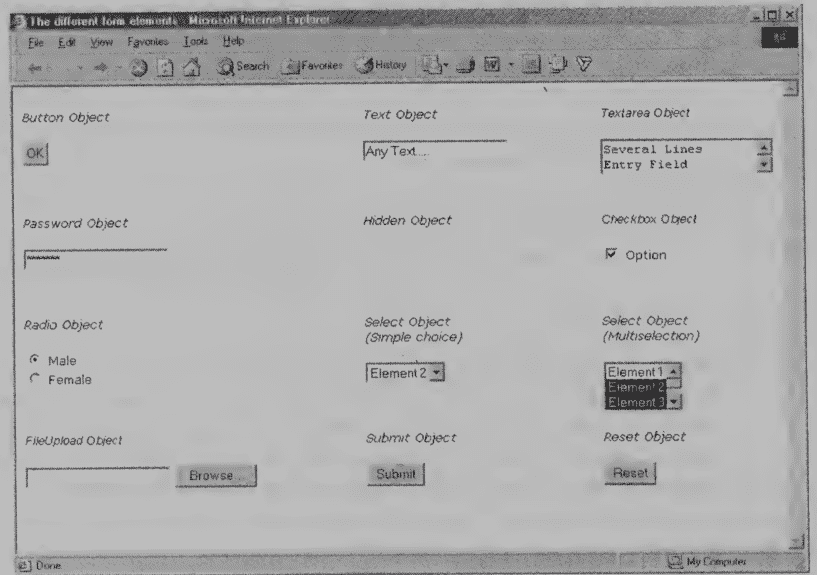 The different form elements - Microsoft Internet Explorer
File Edit View Favorites Tools Help
Search Favorites History
Button Object Text Object Textarea Object
OK Any Text.... Several Lines
Entry Field
Password Object Hidden Object Checkbox Object
******* Option
Radio Object Select Object Select Object
(Simple choice) (Multiselection)
Male Element 2 Element 1
Female Element 2
Element 3
FileUpload Object Submit Object Reset Object
Browse... Submit Reset
Done My Computer